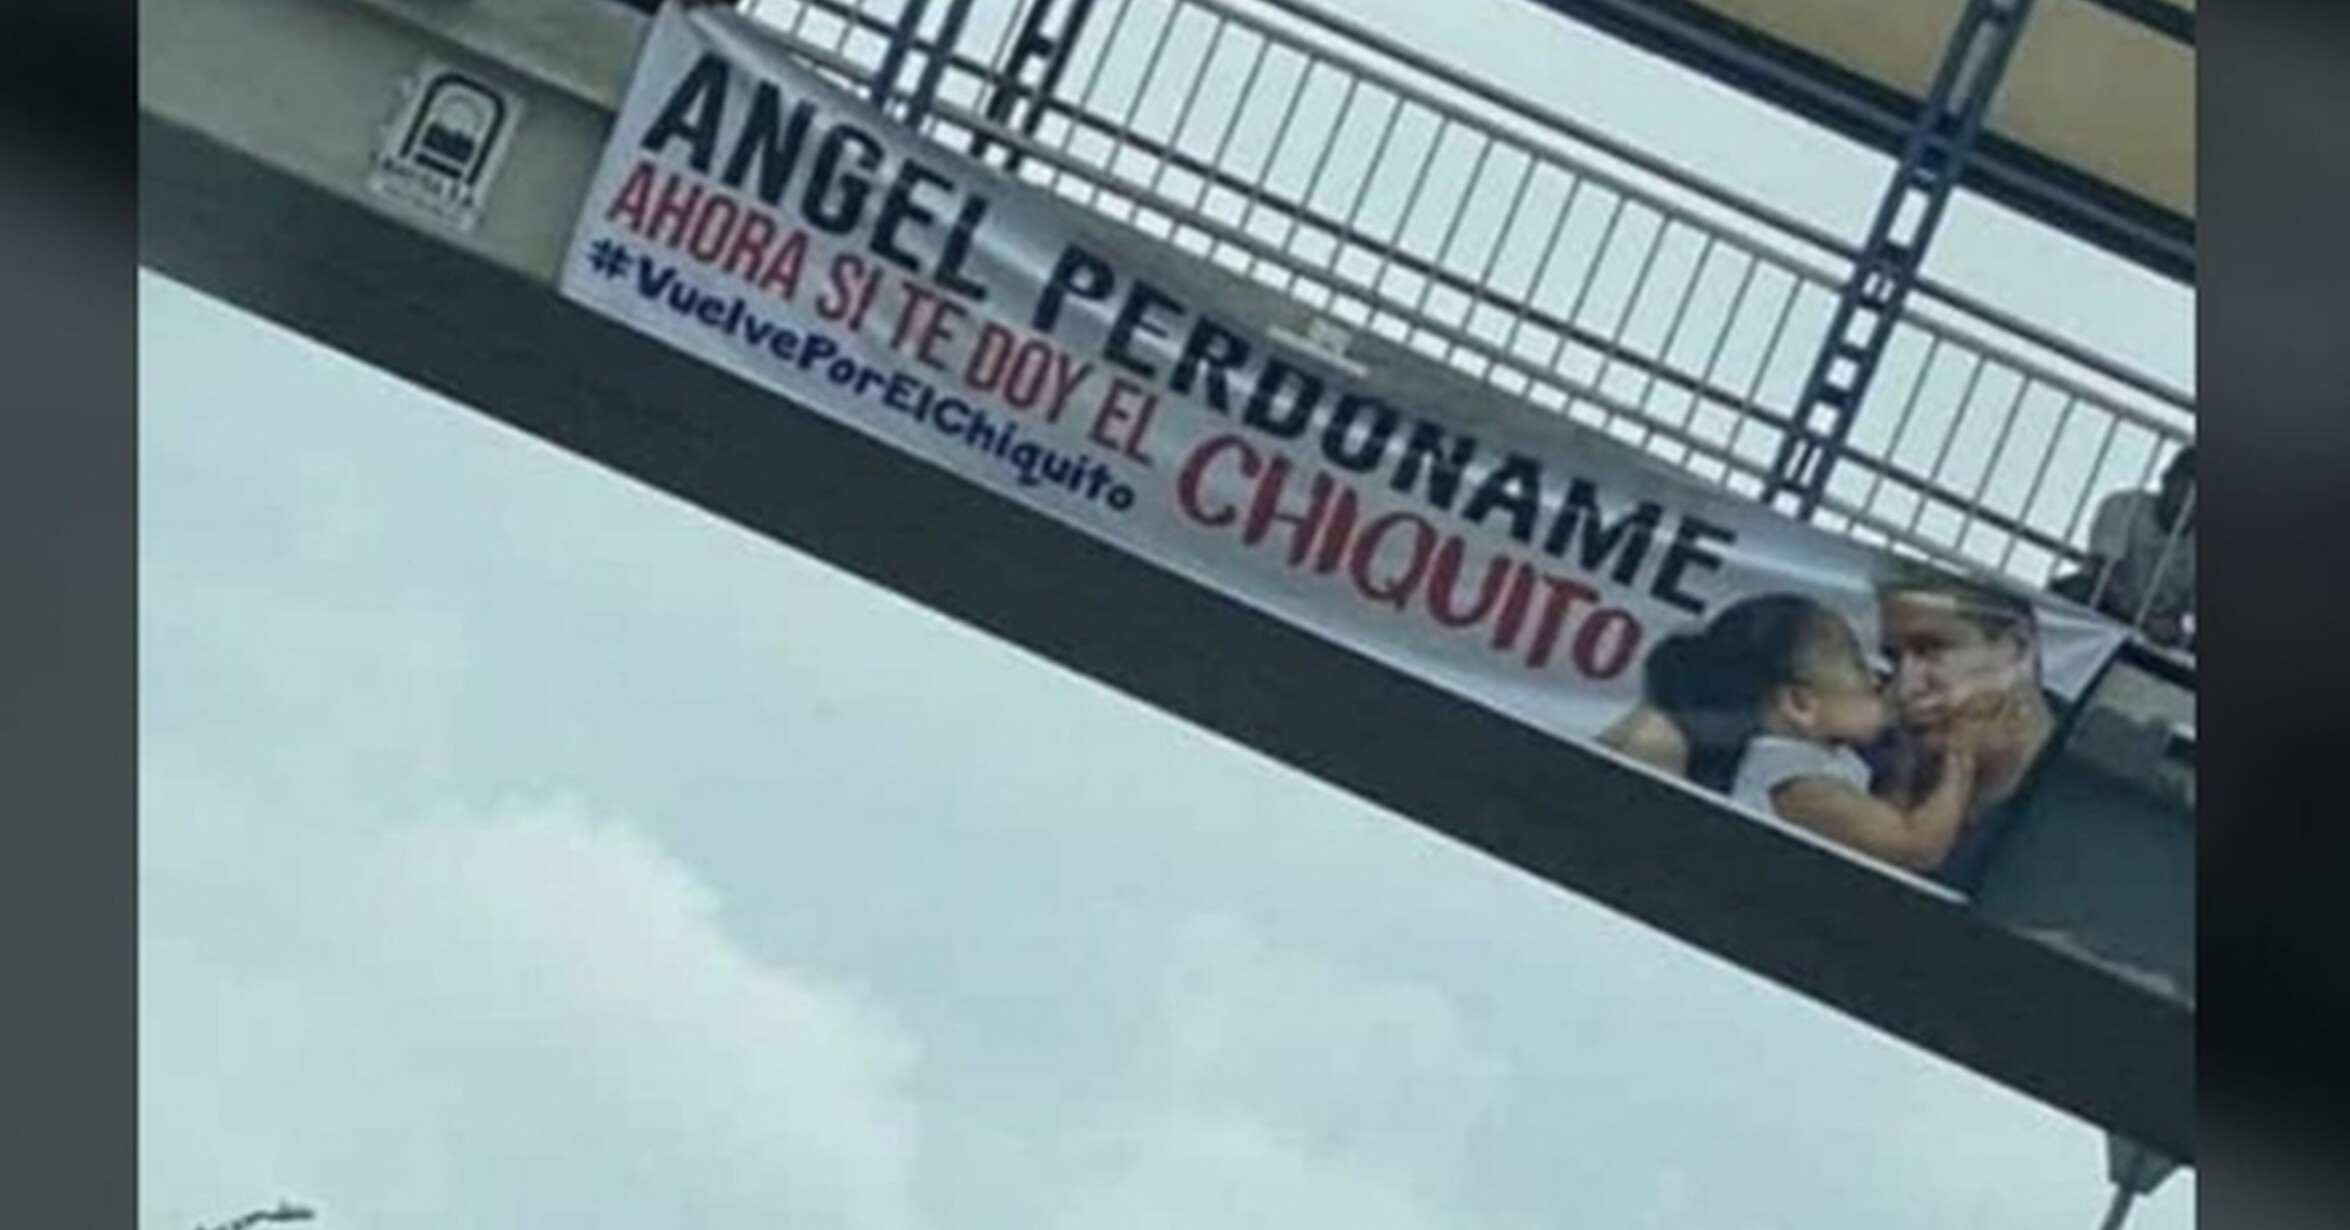 ANGEL PERDONAME
AHORA SI TE DOY EL CHIQUITO
#VuelvePorElChiquito